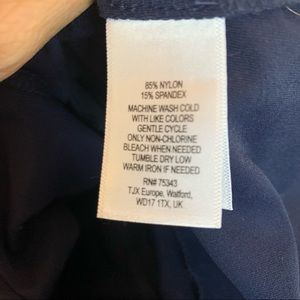 85% NYLON
15% SPANDEX
MACHINE WASH COLD
WITH LIKE COLORS
GENTLE CYCLE
ONLY NON-CHLORINE
BLEACH WHEN NEEDED
TUMBLE DRY LOW
WARM IRON IF NEEDED
RN# 75343
TJX Europe, Watford,
WD17 1TX, UK